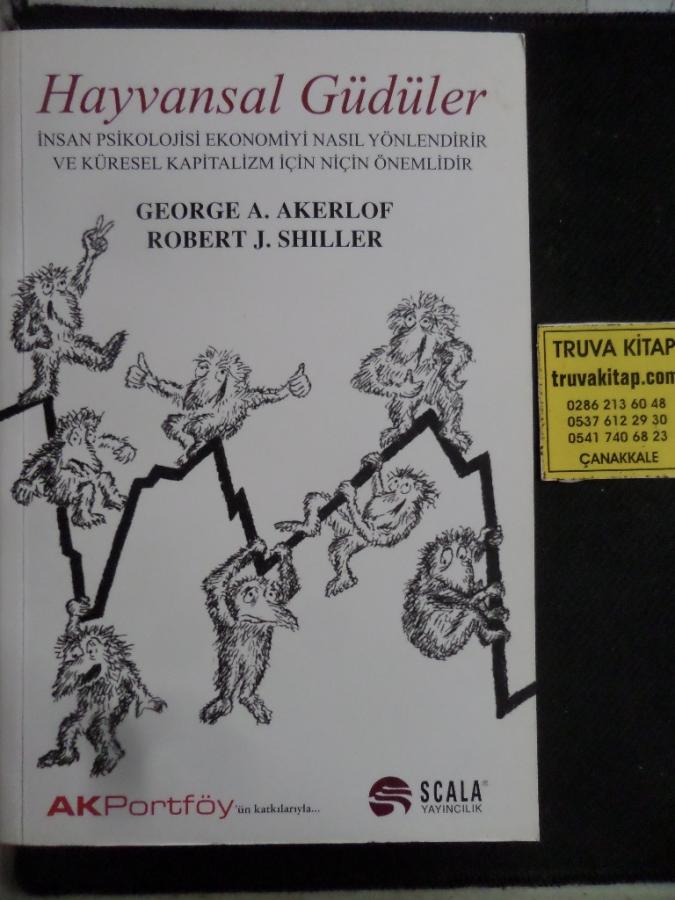 Hayvansal Güdüler
İNSAN PSİKOLOJİSİ EKONOMİYİ NASIL YÖNLENDİRİR
VE KÜRESEL KAPİTALİZM İÇİN NİÇİN ÖNEMLİDİR
GEORGE A. AKERLOF
ROBERT J. SHILLER
TRUVA KİTAP
truvakitap.com
0286 213 60 48
0537 612 29 30
0541 740 68 23
ÇANAKKALE
AKPortföy'ün katkılarıyla...
SCALA®
YAYINCILIK